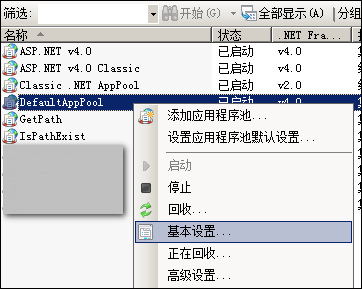 筛选: 开始(G) 全部显示(A) 分组
名称 状态 .NET Fra...
ASP.NET v4.0 已启动 v4.0
ASP.NET v4.0 Classic 已启动 v4.0
Classic .NET AppPool 已启动 v2.0
DefaultAppPool 已启动 v4.0
GetPath
IsPathExist
添加应用程序池...
设置应用程序池默认设置...
启动
停止
回收...
基本设置...
正在回收...
高级设置...